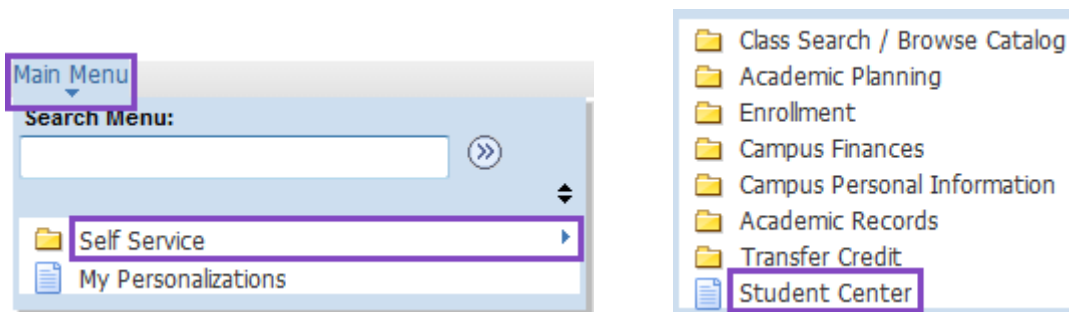 Main Menu
Search Menu:
Self Service
My Personalizations
Class Search / Browse Catalog
Academic Planning
Enrollment
Campus Finances
Campus Personal Information
Academic Records
Transfer Credit
Student Center